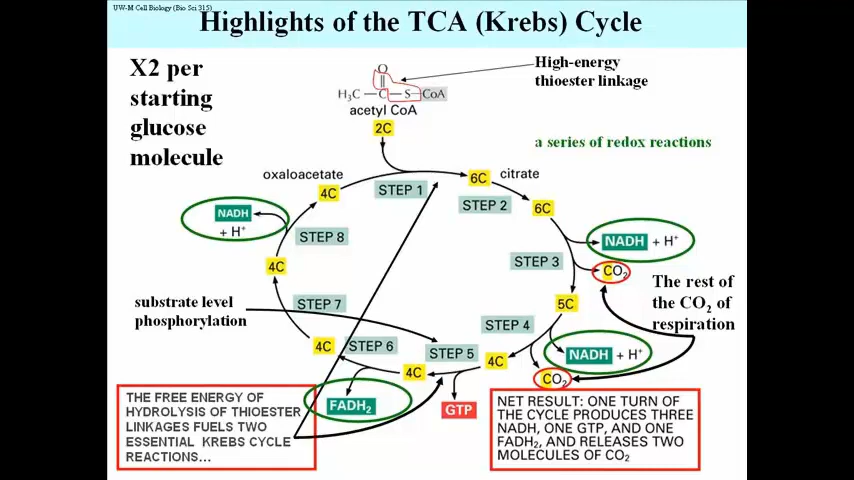 UW-M Cell Biology (Bio Sci 315)
Highlights of the TCA (Krebs) Cycle
X2 per
starting
glucose
molecule
O
H₃C—C—S—CoA
acetyl CoA
2C
High-energy
thioester linkage
a series of redox reactions
oxaloacetate
4C
STEP 1
6C
citrate
STEP 2
6C
NADH
+ H⁺
STEP 8
NADH + H⁺
STEP 3
CO₂
4C
The rest of
the CO₂ of
respiration
substrate level
phosphorylation
STEP 7
5C
STEP 4
4C
STEP 6
STEP 5
4C
4C
NADH + H⁺
CO₂
FADH₂
GTP
THE FREE ENERGY OF
HYDROLYSIS OF THIOESTER
LINKAGES FUELS TWO
ESSENTIAL KREBS CYCLE
REACTIONS...
NET RESULT: ONE TURN OF
THE CYCLE PRODUCES THREE
NADH, ONE GTP, AND ONE
FADH₂, AND RELEASES TWO
MOLECULES OF CO₂